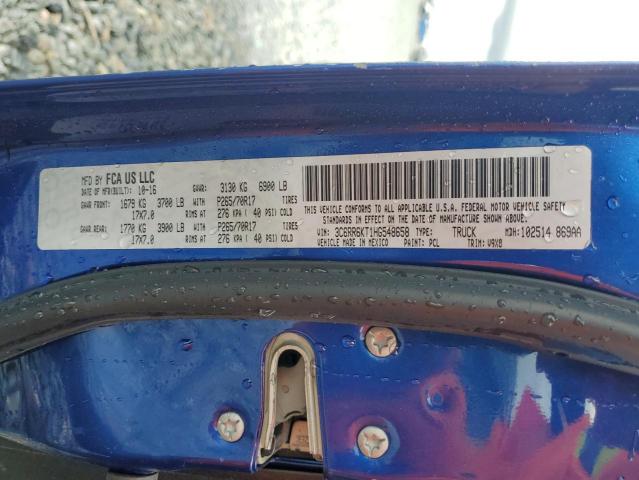 MFD BY FCA US LLC
DATE OF MFR(BUILT): 10-16
GAWR: 3130 KG 6900 LB
GAWR FRONT: 1679 KG 3700 LB WITH P265/70R17 TIRES
17X7.0 RIMS AT 276 KPA ( 40 PSI) COLD
GAWR REAR: 1770 KG 3900 LB WITH P265/70R17 TIRES
17X7.0 RIMS AT 276 KPA ( 40 PSI) COLD
THIS VEHICLE CONFORMS TO ALL APPLICABLE U.S.A. FEDERAL MOTOR VEHICLE SAFETY
STANDARDS IN EFFECT ON THE DATE OF MANUFACTURE SHOWN ABOVE.
VIN: 3C6RR6KT1HG548658 TYPE: TRUCK MDH: 102514 869AA
VEHICLE MADE IN MEXICO PAINT: PCL TRIM: V9X8